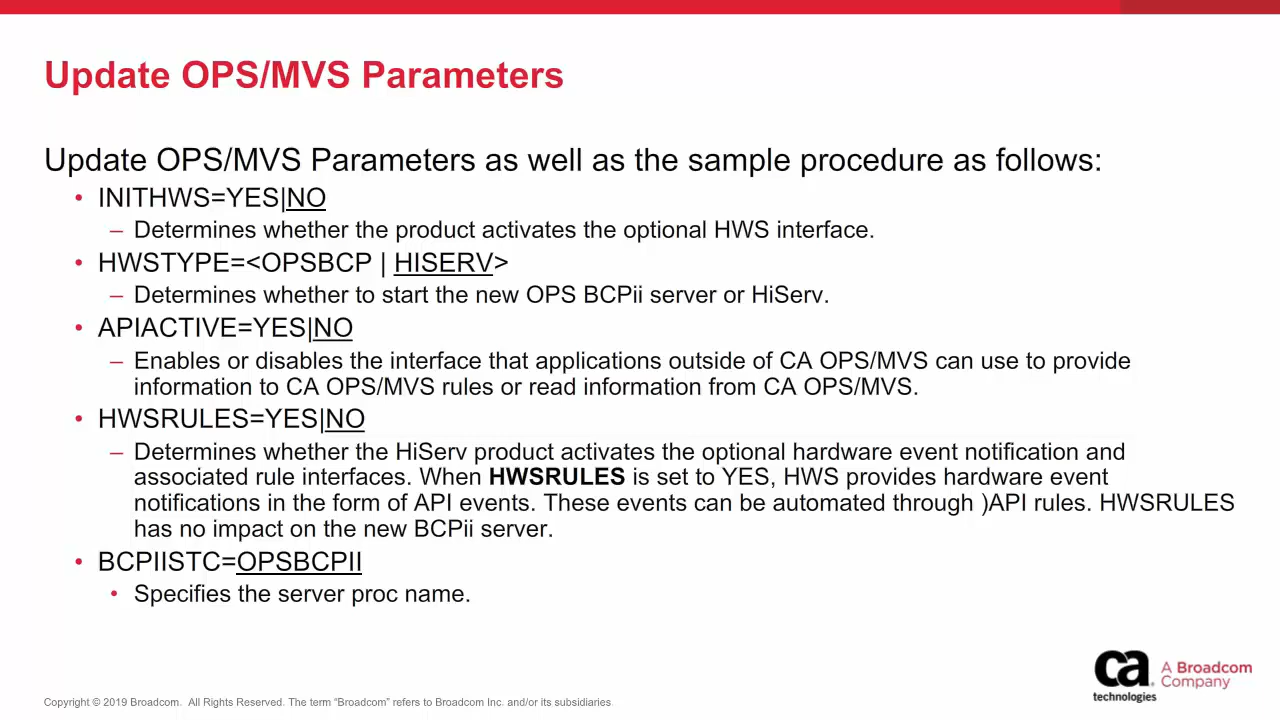 Update OPS/MVS Parameters
Update OPS/MVS Parameters as well as the sample procedure as follows:
• INITHWS=YES|NO
– Determines whether the product activates the optional HWS interface.
• HWSTYPE=<OPSBCP | HISERV>
– Determines whether to start the new OPS BCPii server or HiServ.
• APIACTIVE=YES|NO
– Enables or disables the interface that applications outside of CA OPS/MVS can use to provide
information to CA OPS/MVS rules or read information from CA OPS/MVS.
• HWSRULES=YES|NO
– Determines whether the HiServ product activates the optional hardware event notification and
associated rule interfaces. When HWSRULES is set to YES, HWS provides hardware event
notifications in the form of API events. These events can be automated through )API rules. HWSRULES
has no impact on the new BCPii server.
• BCPIISTC=OPSBCPII
• Specifies the server proc name.
ca technologies
A Broadcom
Company
Copyright © 2019 Broadcom. All Rights Reserved. The term “Broadcom” refers to Broadcom Inc. and/or its subsidiaries.